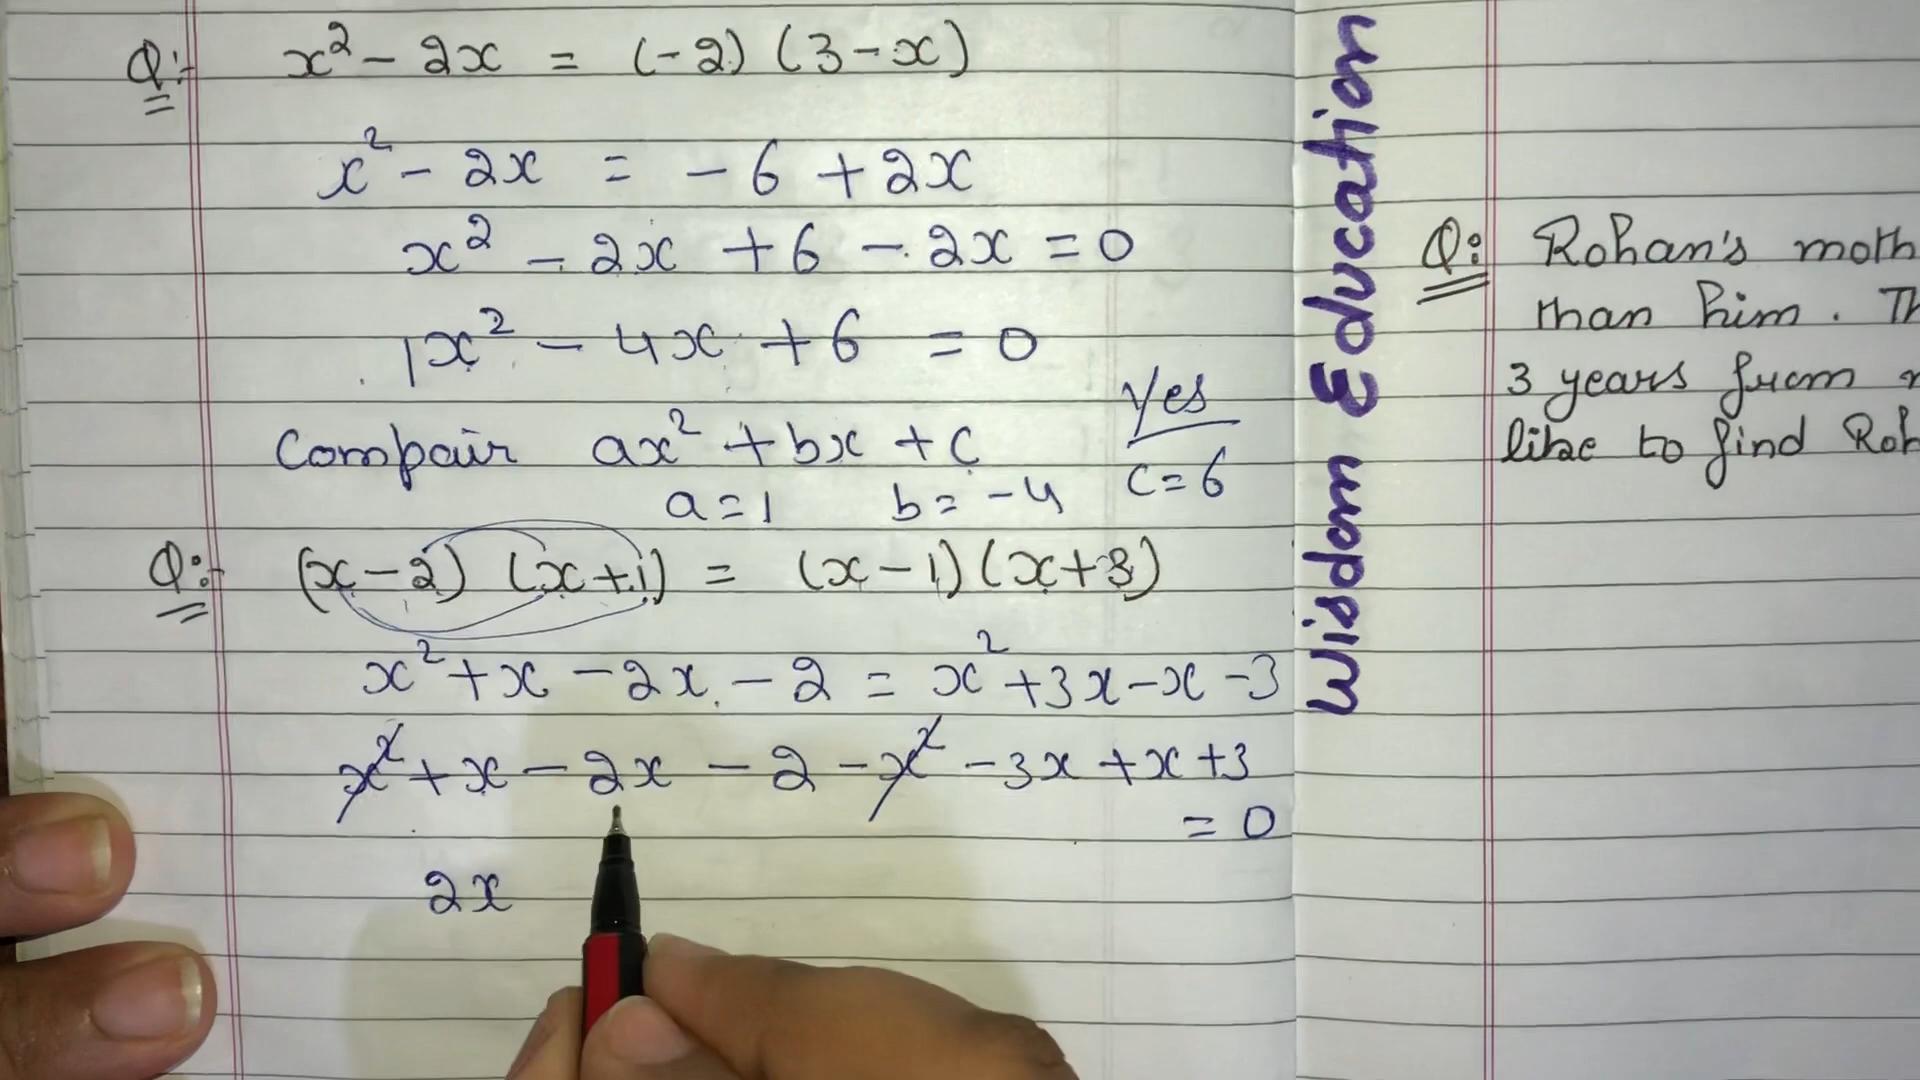 Q:- x² - 2x = (-2) (3-x)
x² - 2x = - 6 + 2x
x² - 2x + 6 - 2x = 0
1x² - 4x + 6 = 0
Compair ax² + bx + c Yes
a=1 b= -4 c=6
Q:- (x-2) (x+1) = (x-1) (x+3)
x² + x - 2x - 2 = x² + 3x - x - 3
x² + x - 2x - 2 - x² - 3x + x + 3
= 0
2x
Wisdom Education
Q: Rohan's moth
than him. Th
3 years from n
like to find Roh